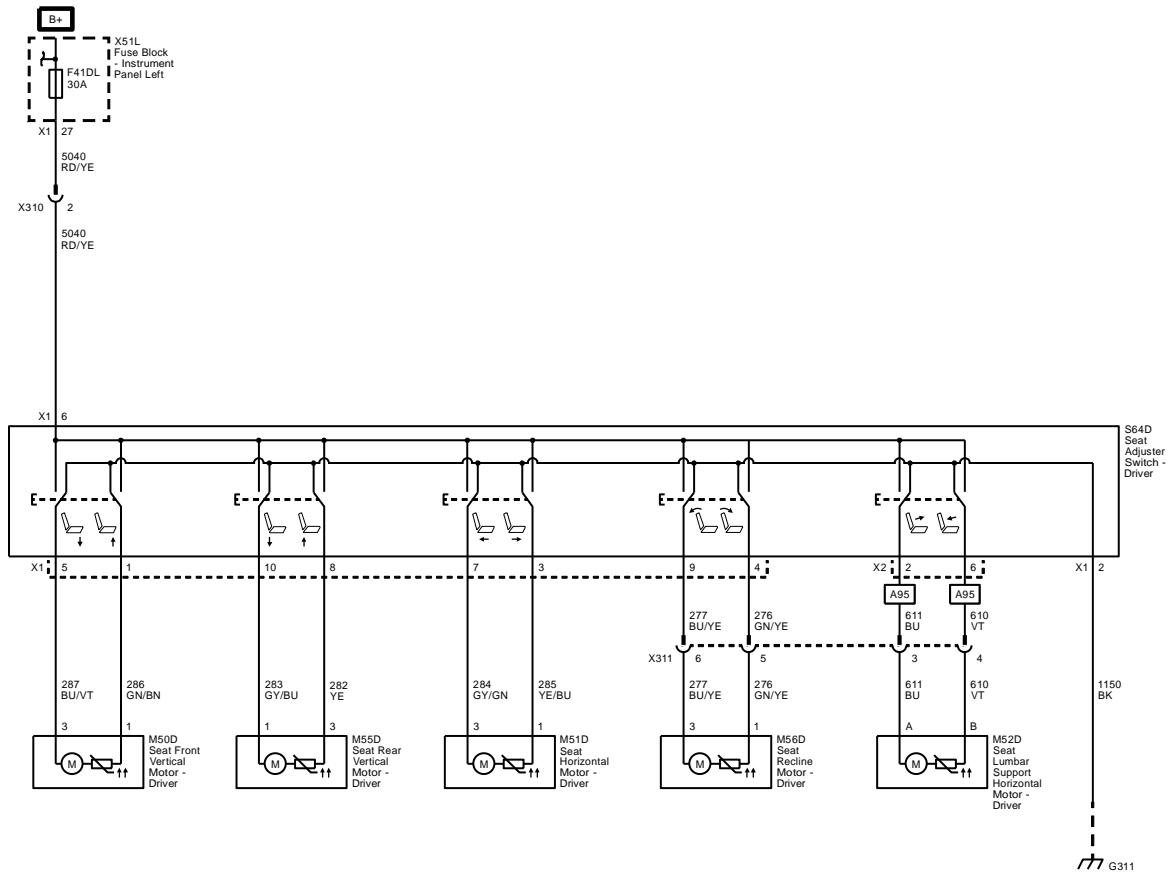 B+
X51L
Fuse Block
- Instrument
Panel Left
F41DL
30A
X1 27
5040
RD/YE
X310 2
5040
RD/YE
X1 6
S64D
Seat
Adjuster
Switch -
Driver
X1 5 1 10 8 7 3 9 4 X2 2 6 X1 2
A95 A95
277
BU/YE
276
GN/YE
611
BU
610
VT
X311 6 5 3 4
287
BU/VT
286
GN/BN
283
GY/BU
282
YE
284
GY/GN
285
YE/BU
277
BU/YE
276
GN/YE
611
BU
610
VT
1150
BK
3 1 1 3 3 1 3 1 A B
M
M50D
Seat Front
Vertical
Motor -
Driver
M
M55D
Seat Rear
Vertical
Motor -
Driver
M
M51D
Seat
Horizontal
Motor -
Driver
M
M56D
Seat
Recline
Motor -
Driver
M
M52D
Seat
Lumbar
Support
Horizontal
Motor -
Driver
G311